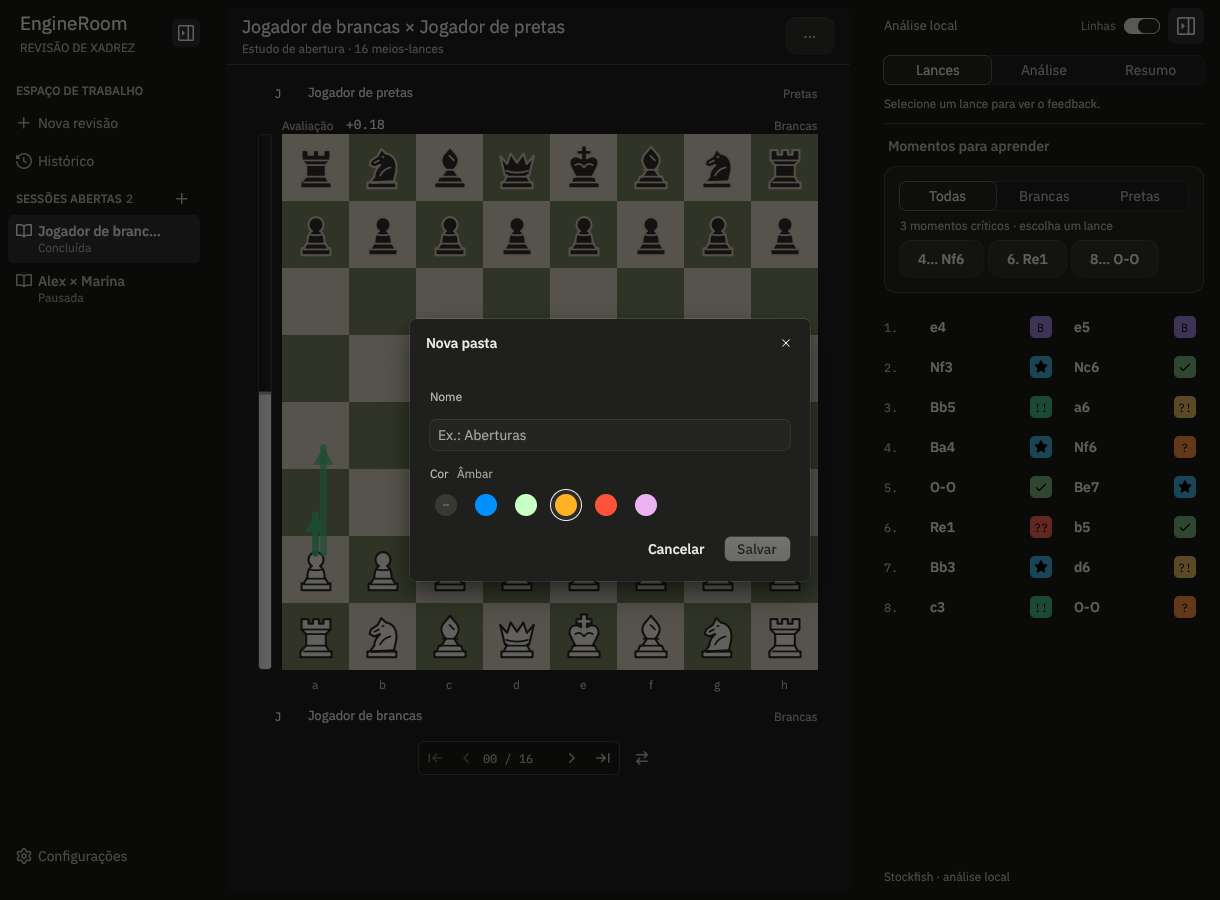 EngineRoom
REVISÃO DE XADREZ
ESPAÇO DE TRABALHO
Nova revisão
Histórico
SESSÕES ABERTAS 2
Jogador de branc...
Concluída
Alex × Marina
Pausada
Configurações
Jogador de brancas × Jogador de pretas
Estudo de abertura · 16 meios-lances
...
J Jogador de pretas Pretas
Avaliação +0.18 Brancas
Nova pasta
Nome
Ex.: Aberturas
Cor Âmbar
Cancelar Salvar
a b c d e f g h
J Jogador de brancas Brancas
00 / 16
Análise local Linhas
Lances Análise Resumo
Selecione um lance para ver o feedback.
Momentos para aprender
Todas Brancas Pretas
3 momentos críticos · escolha um lance
4... Nf6 6. Re1 8... O-O
1. e4 B e5 B
2. Nf3 Nc6
3. Bb5 !! a6 ?!
4. Ba4 Nf6 ?
5. O-O Be7
6. Re1 ?? b5
7. Bb3 d6 ?!
8. c3 !! O-O ?
Stockfish · análise local